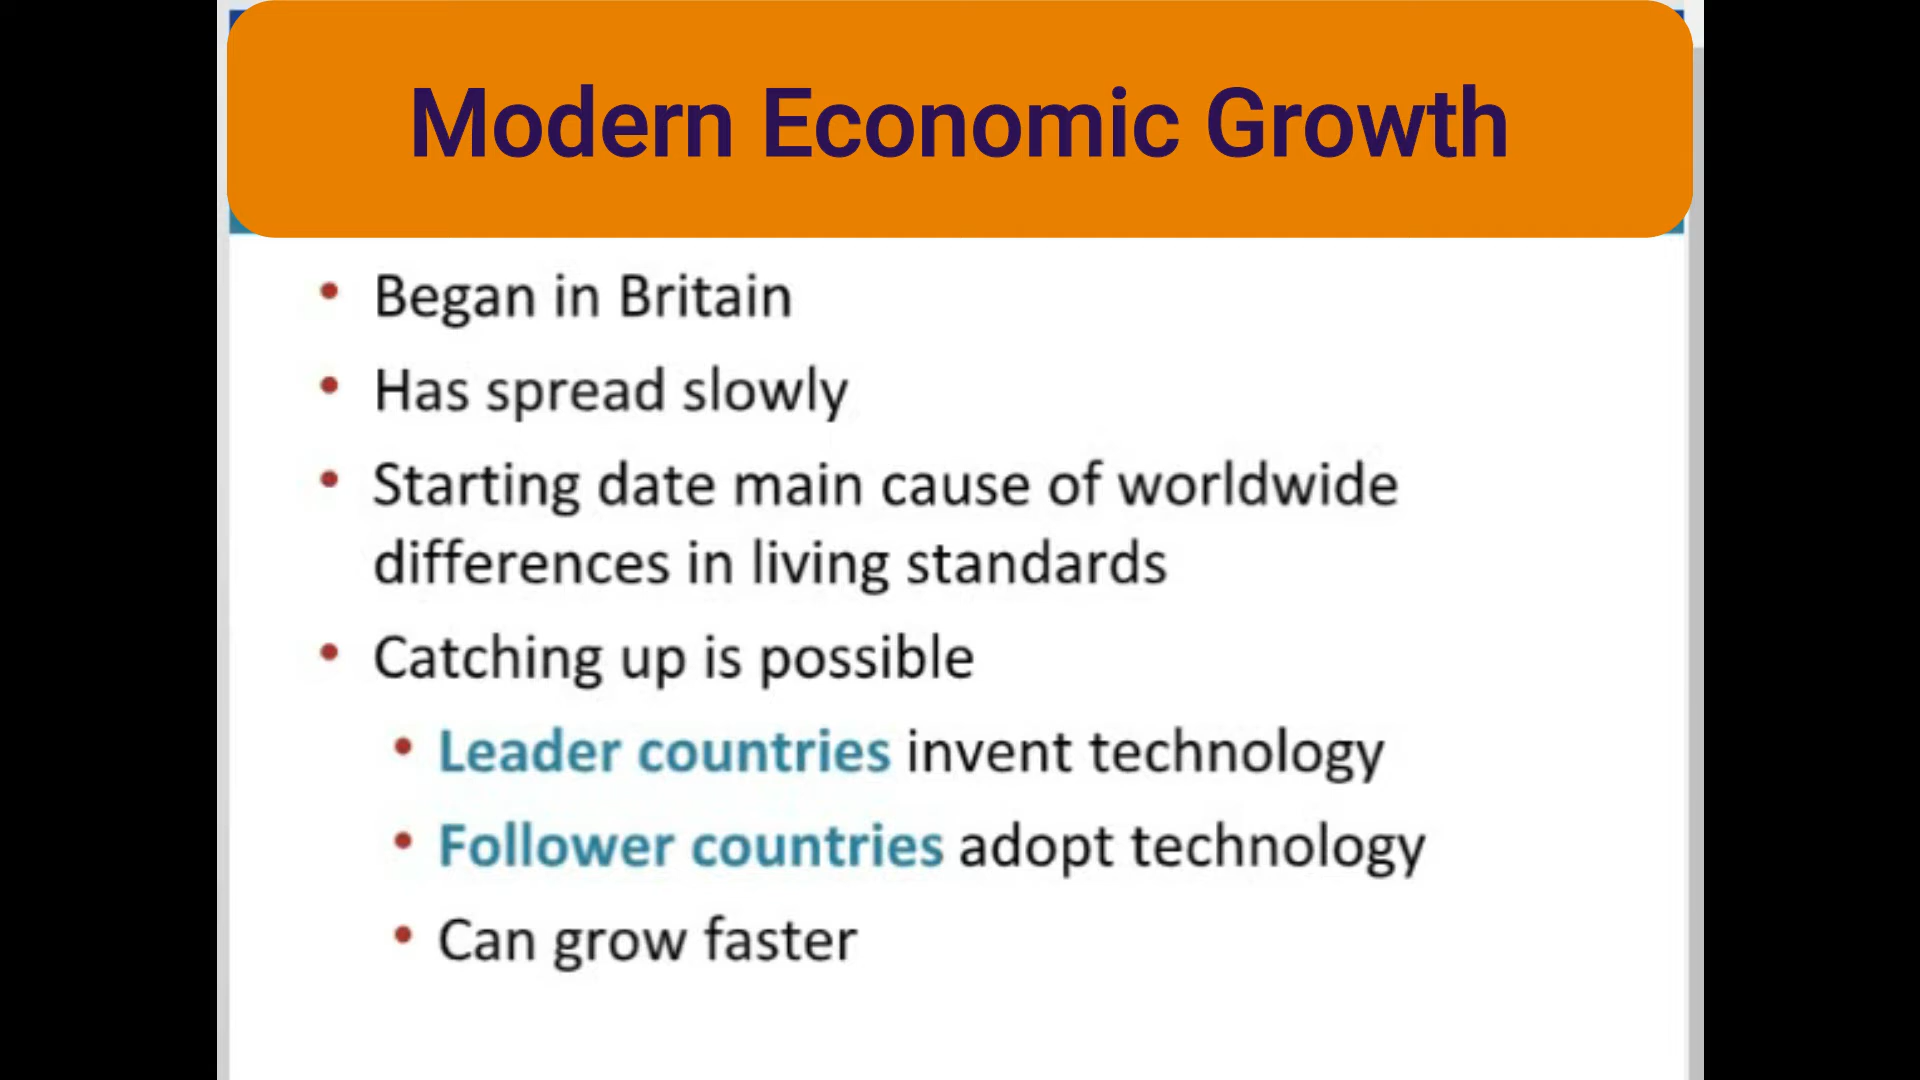 Modern Economic Growth
• Began in Britain
• Has spread slowly
• Starting date main cause of worldwide
differences in living standards
• Catching up is possible
• Leader countries invent technology
• Follower countries adopt technology
• Can grow faster